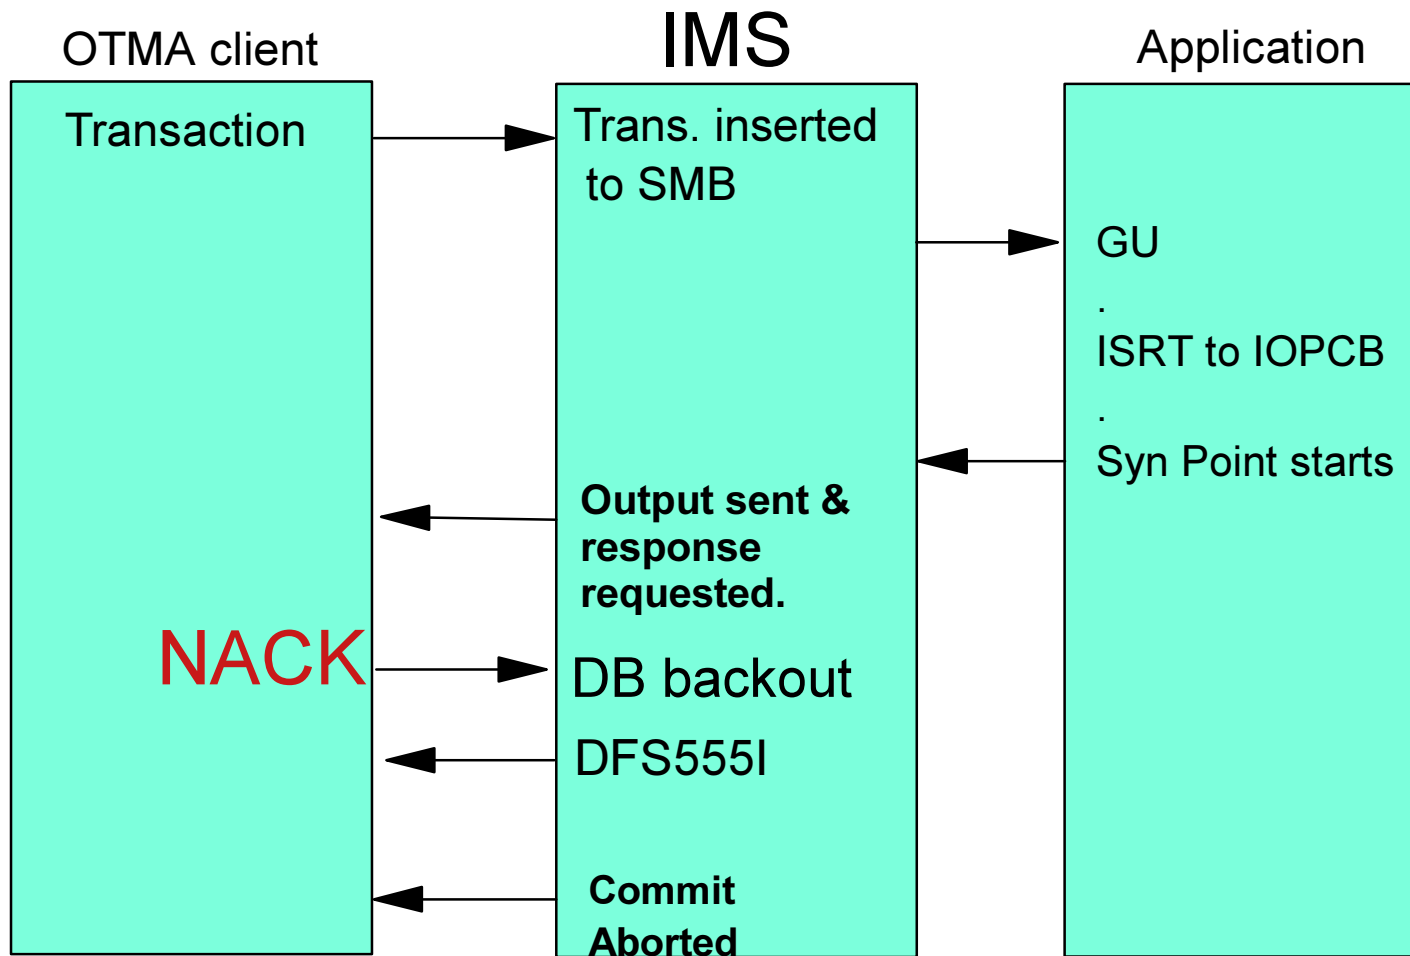 OTMA client
IMS
Application
Transaction
Trans. inserted
to SMB
GU
.
ISRT to IOPCB
.
Syn Point starts
Output sent &
response
requested.
NACK
DB backout
DFS555I
Commit
Aborted